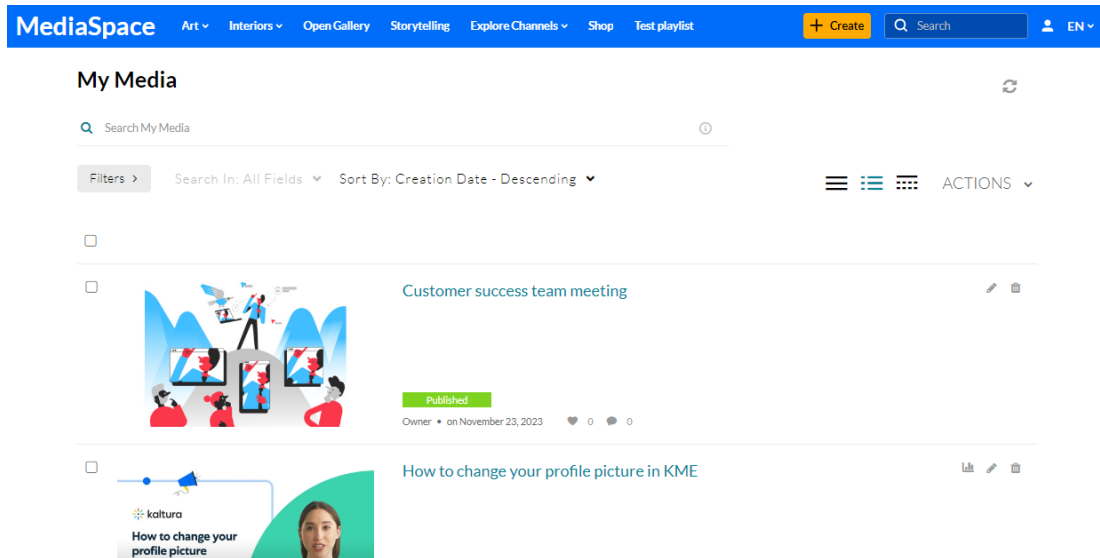 MediaSpace Art Interiors Open Gallery Storytelling Explore Channels Shop Test playlist + Create Search EN
My Media
Search My Media
Filters > Search In: All Fields Sort By: Creation Date - Descending ACTIONS
Customer success team meeting
Published
Owner • on November 23, 2023 0 0
How to change your profile picture in KME
kaltura
How to change your
profile picture